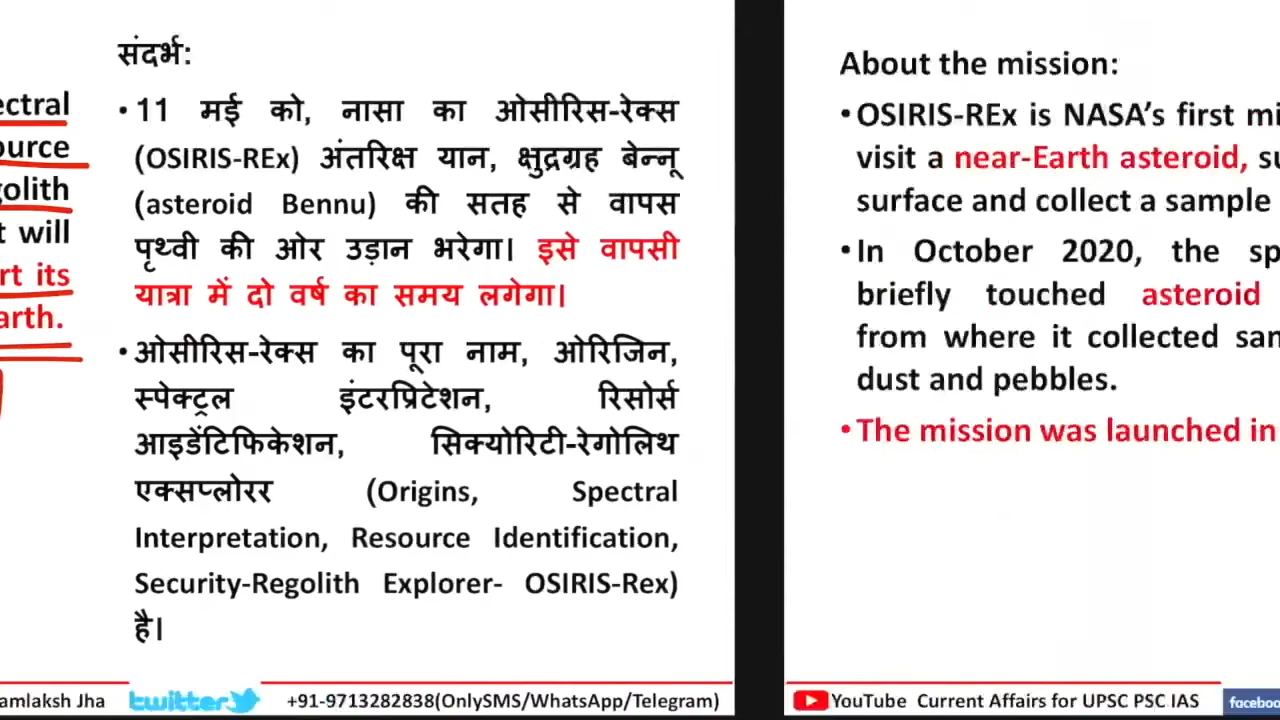 ectral
ource
golith
t will
rt its
arth.
संदर्भ:
• 11 मई को, नासा का ओसीरिस-रेक्स
(OSIRIS-REx) अंतरिक्ष यान, क्षुद्रग्रह बेन्नू
(asteroid Bennu) की सतह से वापस
पृथ्वी की ओर उड़ान भरेगा। इसे वापसी
यात्रा में दो वर्ष का समय लगेगा।
• ओसीरिस-रेक्स का पूरा नाम, ओरिजिन,
स्पेक्ट्रल इंटरप्रिटेशन, रिसोर्स
आइडेंटिफिकेशन, सिक्योरिटी-रेगोलिथ
एक्सप्लोरर (Origins, Spectral
Interpretation, Resource Identification,
Security-Regolith Explorer- OSIRIS-Rex)
है।
amlaksh Jha twitter +91-9713282838(OnlySMS/WhatsApp/Telegram)
About the mission:
• OSIRIS-REx is NASA's first mi
visit a near-Earth asteroid, su
surface and collect a sample
• In October 2020, the sp
briefly touched asteroid
from where it collected san
dust and pebbles.
• The mission was launched in
YouTube Current Affairs for UPSC PSC IAS facebo